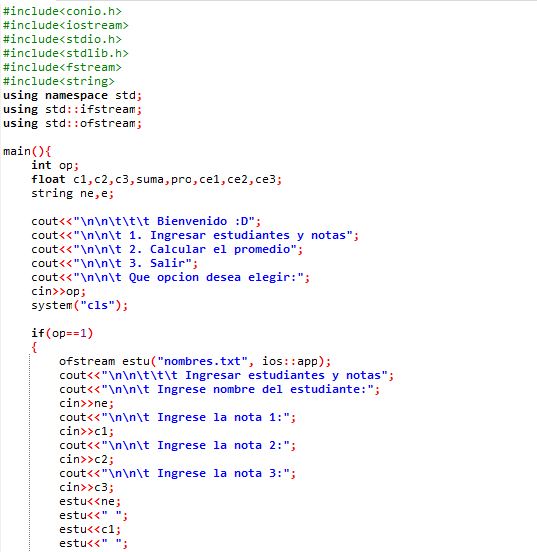 #include<conio.h>
#include<iostream>
#include<stdio.h>
#include<stdlib.h>
#include<fstream>
#include<string>
using namespace std;
using std::ifstream;
using std::ofstream;

main(){
    int op;
    float c1,c2,c3,suma,pro,ce1,ce2,ce3;
    string ne,e;

    cout<<"\n\n\t\t\t Bienvenido :D";
    cout<<"\n\n\t 1. Ingresar estudiantes y notas";
    cout<<"\n\n\t 2. Calcular el promedio";
    cout<<"\n\n\t 3. Salir";
    cout<<"\n\n\t Que opcion desea elegir:";
    cin>>op;
    system("cls");

    if(op==1)
    {
        ofstream estu("nombres.txt", ios::app);
        cout<<"\n\n\t\t\t Ingresar estudiantes y notas";
        cout<<"\n\n\t Ingrese nombre del estudiante:";
        cin>>ne;
        cout<<"\n\n\t Ingrese la nota 1:";
        cin>>c1;
        cout<<"\n\n\t Ingrese la nota 2:";
        cin>>c2;
        cout<<"\n\n\t Ingrese la nota 3:";
        cin>>c3;
        estu<<ne;
        estu<<" ";
        estu<<c1;
        estu<<" ";